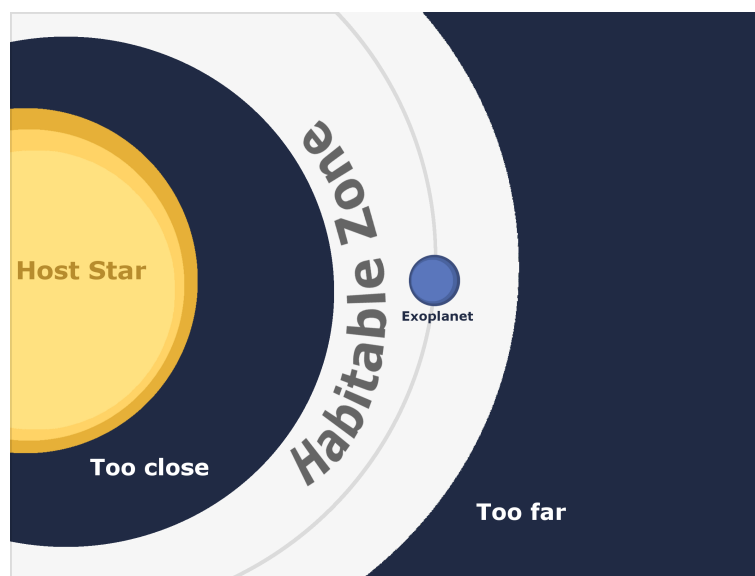 Habitable Zone
Host Star
Exoplanet
Too close
Too far